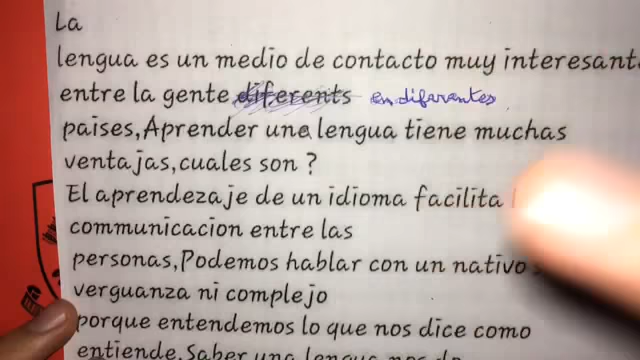 La
lengua es un medio de contacto muy interesant
entre la gente diferents en diferentes
paises,Aprender una lengua tiene muchas
ventajas,cuales son ?
El aprendezaje de un idioma facilita
communicacion entre las
personas,Podemos hablar con un nativo
verguanza ni complejo
porque entendemos lo que nos dice como
entiende.Saber una lengua nos